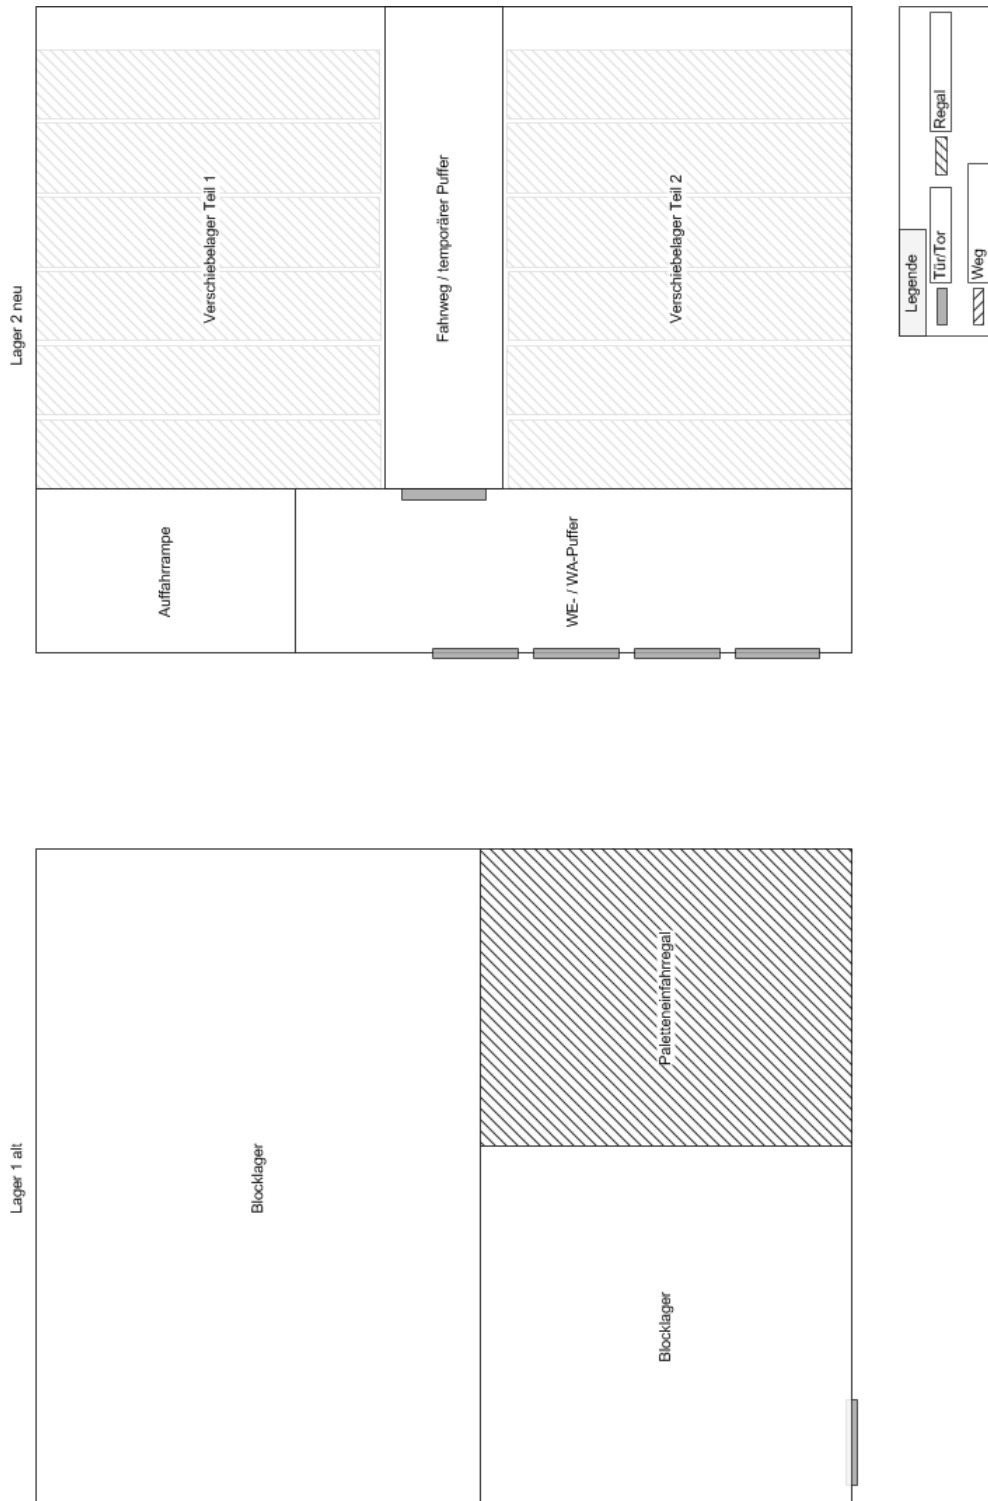 Lager 1 alt
Blocklager
Blocklager
Paletteneinfahrregal
Lager 2 neu
Auffahrrampe
WE- / WA-Puffer
Verschiebelager Teil 1
Fahrweg / temporärer Puffer
Verschiebelager Teil 2
Legende
Tür/Tor
Regal
Weg